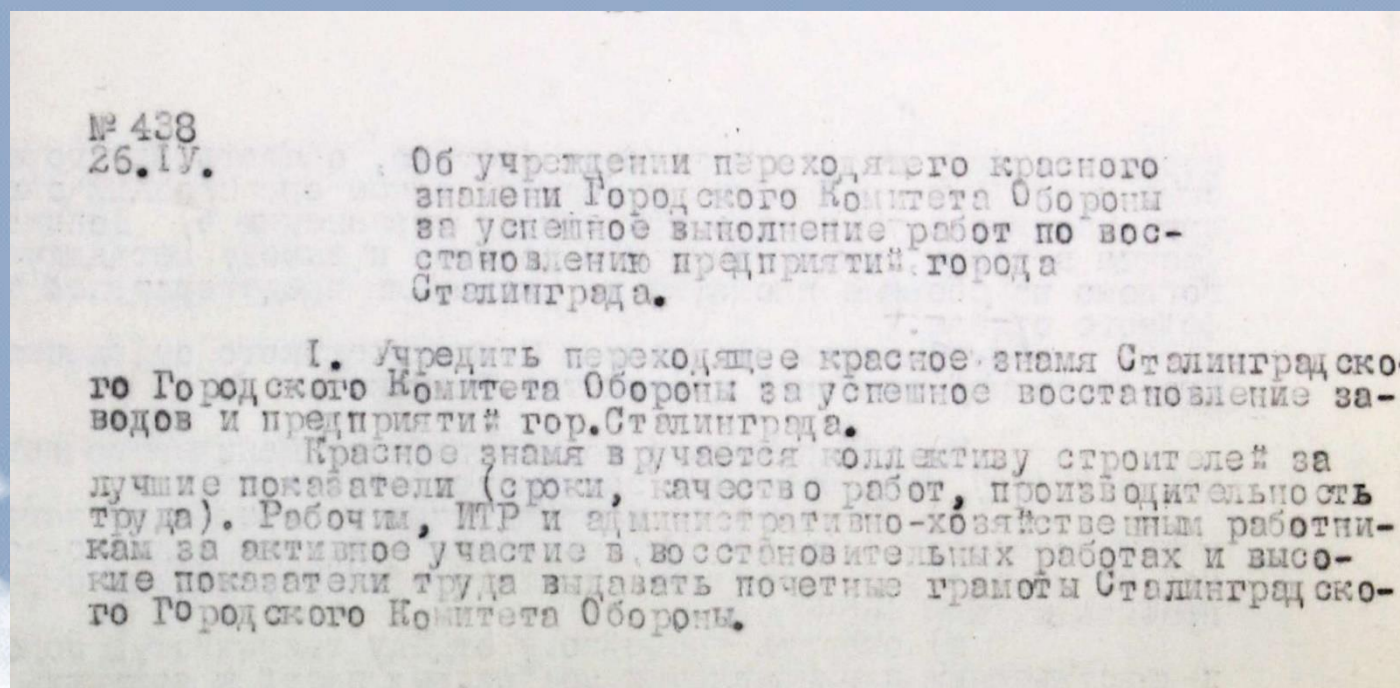 № 438
26.IУ.
Об учреждении переходящего красного
знамени Городского Комитета Обороны
за успешное выполнение работ по вос-
становлению предприятий города
Сталинграда.
I. Учредить переходящее красное знамя Сталинградско-
го Городского Комитета Обороны за успешное восстановление за-
водов и предприятий гор.Сталинграда.
Красное знамя вручается коллективу строителей за
лучшие показатели (сроки, качество работ, производительность
труда). Рабочим, ИТР и административно-хозяйственным работни-
кам за активное участие в восстановительных работах и высо-
кие показатели труда выдавать почетные грамоты Сталинградско-
го Городского Комитета Обороны.